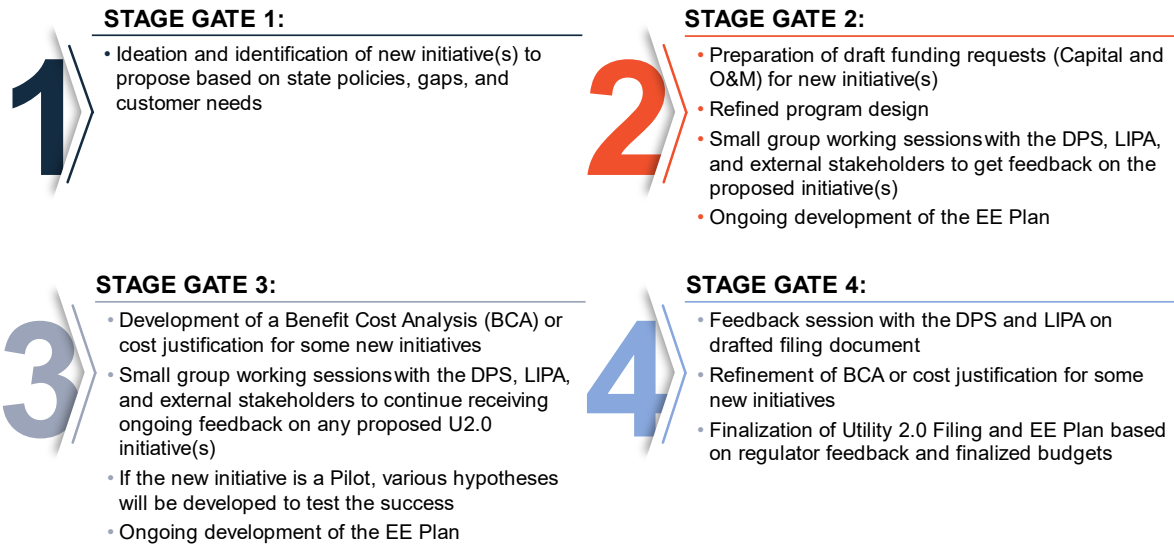 1
STAGE GATE 1:
• Ideation and identification of new initiative(s) to
propose based on state policies, gaps, and
customer needs
2
STAGE GATE 2:
• Preparation of draft funding requests (Capital and
O&M) for new initiative(s)
• Refined program design
• Small group working sessions with the DPS, LIPA,
and external stakeholders to get feedback on the
proposed initiative(s)
• Ongoing development of the EE Plan
3
STAGE GATE 3:
• Development of a Benefit Cost Analysis (BCA) or
cost justification for some new initiatives
• Small group working sessions with the DPS, LIPA,
and external stakeholders to continue receiving
ongoing feedback on any proposed U2.0
initiative(s)
• If the new initiative is a Pilot, various hypotheses
will be developed to test the success
• Ongoing development of the EE Plan
4
STAGE GATE 4:
• Feedback session with the DPS and LIPA on
drafted filing document
• Refinement of BCA or cost justification for some
new initiatives
• Finalization of Utility 2.0 Filing and EE Plan based
on regulator feedback and finalized budgets